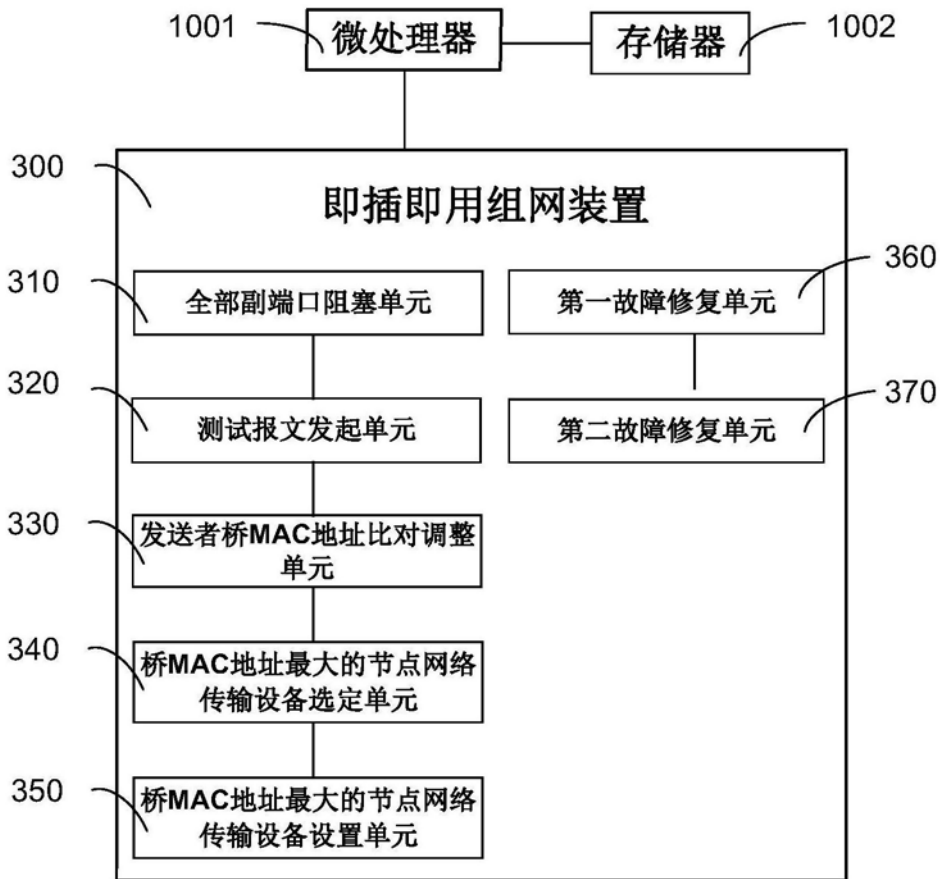 1001
微处理器
存储器
1002
300
即插即用组网装置
310
全部副端口阻塞单元
第一故障修复单元
360
320
测试报文发起单元
第二故障修复单元
370
330
发送者桥MAC地址比对调整
单元
340
桥MAC地址最大的节点网络
传输设备选定单元
350
桥MAC地址最大的节点网络
传输设备设置单元